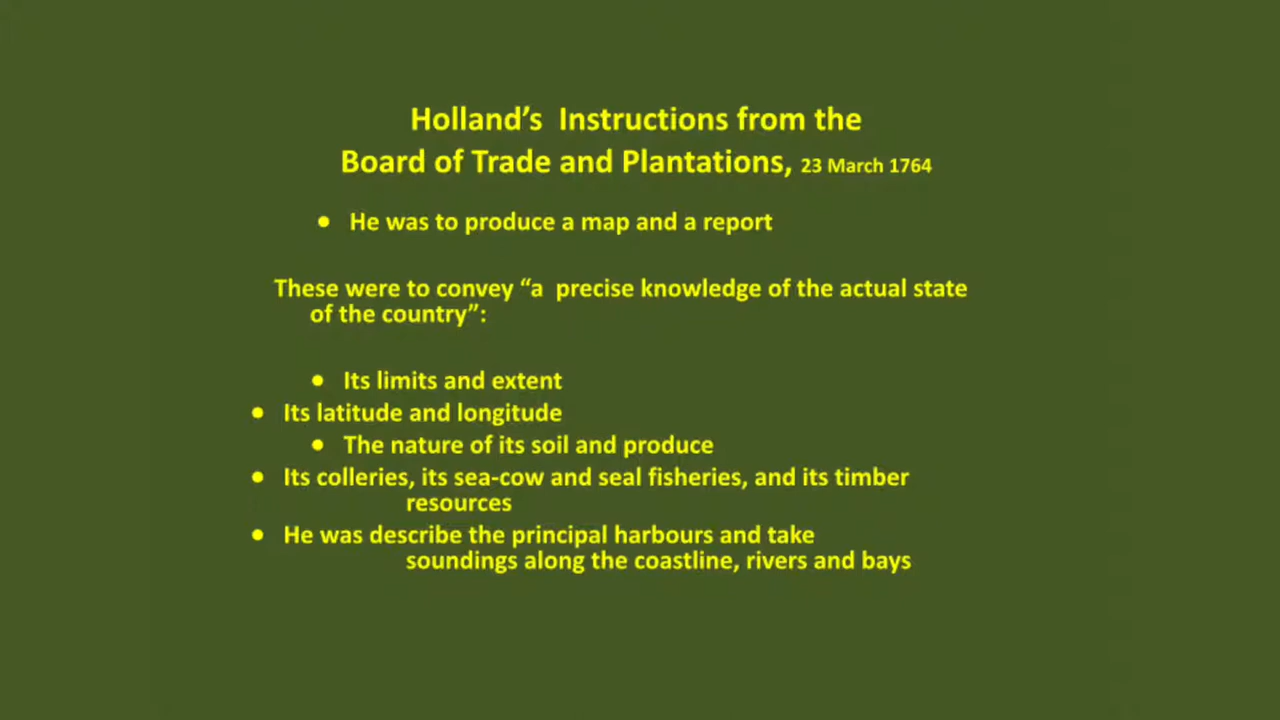 Holland’s  Instructions from the
Board of Trade and Plantations, 23 March 1764
• He was to produce a map and a report
These were to convey “a  precise knowledge of the actual state
of the country”:
• Its limits and extent
• Its latitude and longitude
• The nature of its soil and produce
• Its colleries, its sea-cow and seal fisheries, and its timber
resources
• He was describe the principal harbours and take
soundings along the coastline, rivers and bays